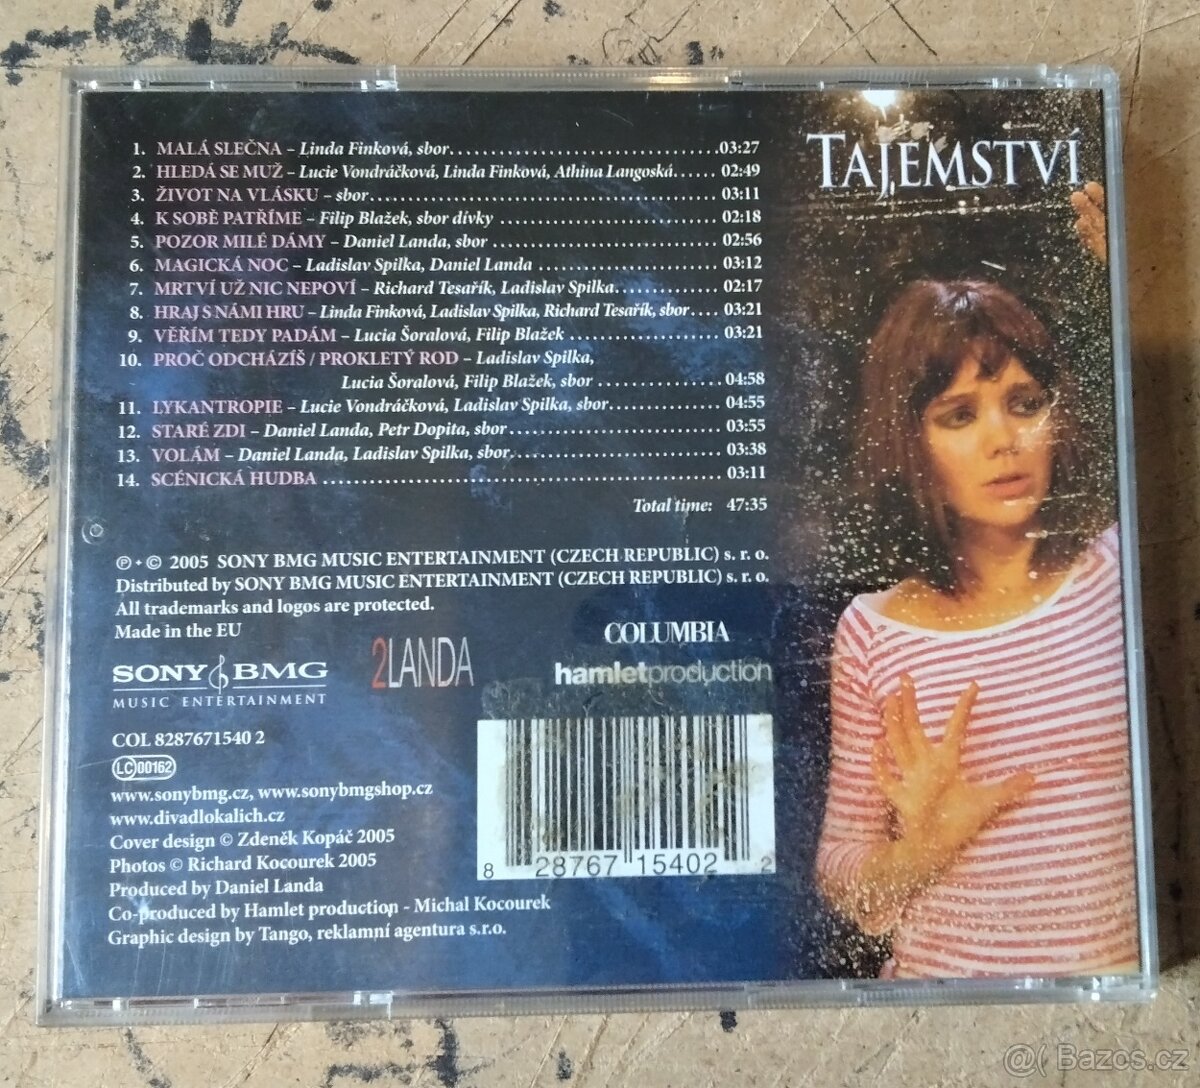 TAJEMSTVÍ
1. MALÁ SLEČNA – Linda Finková, sbor.................................03:27
2. HLEDÁ SE MUŽ – Lucie Vondráčková, Linda Finková, Athina Langoská...... 02:49
3. ŽIVOT NA VLÁSKU – sbor.................................................. 03:11
4. K SOBĚ PATŘÍME – Filip Blažek, sbor dívky ............................... 02:18
5. POZOR MILÉ DÁMY – Daniel Landa, sbor ................................ 02:56
6. MAGICKÁ NOC – Ladislav Spilka, Daniel Landa .......................... 03:12
7. MRTVÍ UŽ NIC NEPOVÍ – Richard Tesařík, Ladislav Spilka............... 02:17
8. HRAJ S NÁMI HRU – Linda Finková, Ladislav Spilka, Richard Tesařík, sbor.... 03:21
9. VĚŘÍM TEDY PADÁM – Lucia Šoralová, Filip Blažek ...................... 03:21
10. PROČ ODCHÁZÍŠ / PROKLETÝ ROD – Ladislav Spilka,
Lucia Šoralová, Filip Blažek, sbor ................... 04:58
11. LYKANTROPIE – Lucie Vondráčková, Ladislav Spilka, sbor................ 04:55
12. STARÉ ZDI – Daniel Landa, Petr Dopita, sbor.............................. 03:55
13. VOLÁM – Daniel Landa, Ladislav Spilka, sbor.............................. 03:38
14. SCÉNICKÁ HUDBA ......................................................... 03:11
Total time: 47:35
℗ • © 2005 SONY BMG MUSIC ENTERTAINMENT (CZECH REPUBLIC) s. r. o.
Distributed by SONY BMG MUSIC ENTERTAINMENT (CZECH REPUBLIC) s. r. o.
All trademarks and logos are protected.
Made in the EU
SONY BMG
MUSIC ENTERTAINMENT
2LANDA
COLUMBIA
hamletproduction
COL 8287671540 2
LC 00162
www.sonybmg.cz, www.sonybmgshop.cz
www.divadlokalich.cz
Cover design © Zdeněk Kopáč 2005
Photos © Richard Kocourek 2005
Produced by Daniel Landa
Co-produced by Hamlet production - Michal Kocourek
Graphic design by Tango, reklamní agentura s.r.o.
8 28767 15402 2
@( Bazos.cz